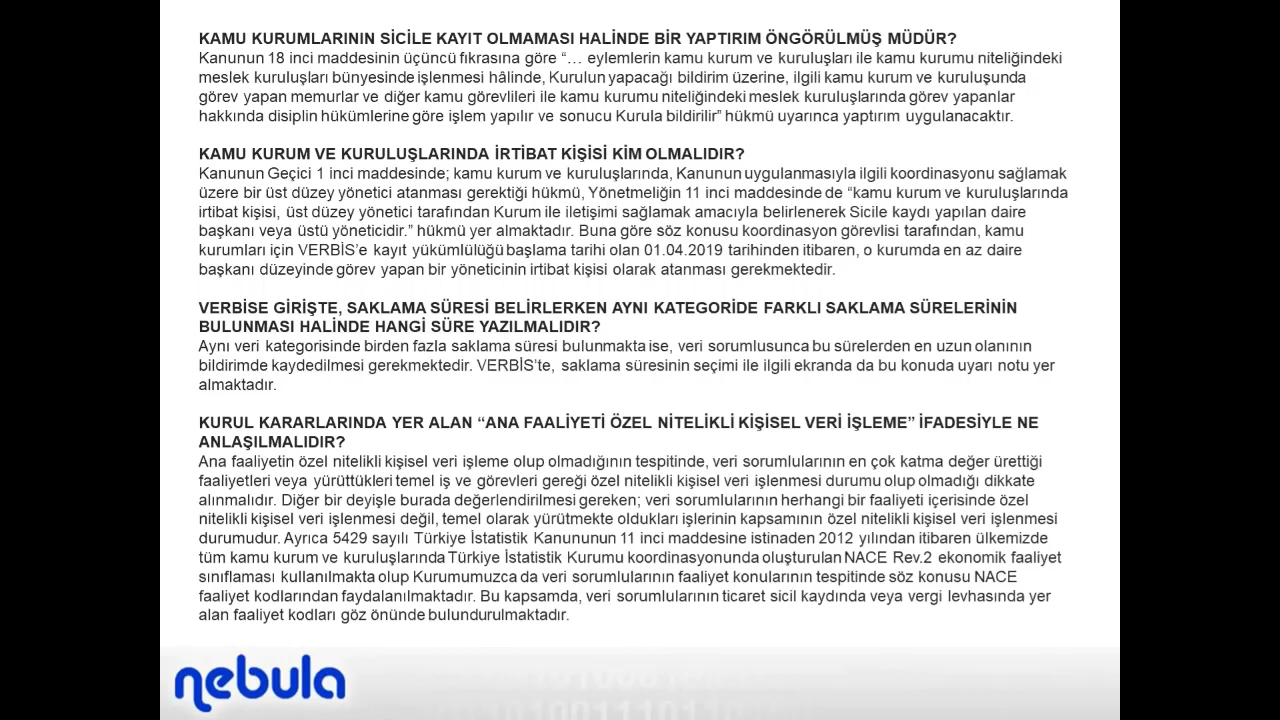 KAMU KURUMLARININ SİCİLE KAYIT OLMAMASI HALİNDE BİR YAPTIRIM ÖNGÖRÜLMÜŞ MÜDÜR?
Kanunun 18 inci maddesinin üçüncü fıkrasına göre “… eylemlerin kamu kurum ve kuruluşları ile kamu kurumu niteliğindeki
meslek kuruluşları bünyesinde işlenmesi hâlinde, Kurulun yapacağı bildirim üzerine, ilgili kamu kurum ve kuruluşunda
görev yapan memurlar ve diğer kamu görevlileri ile kamu kurumu niteliğindeki meslek kuruluşlarında görev yapanlar
hakkında disiplin hükümlerine göre işlem yapılır ve sonucu Kurula bildirilir” hükmü uyarınca yaptırım uygulanacaktır.
KAMU KURUM VE KURULUŞLARINDA İRTİBAT KİŞİSİ KİM OLMALIDIR?
Kanunun Geçici 1 inci maddesinde; kamu kurum ve kuruluşlarında, Kanunun uygulanmasıyla ilgili koordinasyonu sağlamak
üzere bir üst düzey yönetici atanması gerektiği hükmü, Yönetmeliğin 11 inci maddesinde de “kamu kurum ve kuruluşlarında
irtibat kişisi, üst düzey yönetici tarafından Kurum ile iletişimi sağlamak amacıyla belirlenerek Sicile kaydı yapılan daire
başkanı veya üstü yöneticidir.” hükmü yer almaktadır. Buna göre söz konusu koordinasyon görevlisi tarafından, kamu
kurumları için VERBİS’e kayıt yükümlülüğü başlama tarihi olan 01.04.2019 tarihinden itibaren, o kurumda en az daire
başkanı düzeyinde görev yapan bir yöneticinin irtibat kişisi olarak atanması gerekmektedir.
VERBİSE GİRİŞTE, SAKLAMA SÜRESİ BELİRLERKEN AYNI KATEGORİDE FARKLI SAKLAMA SÜRELERİNİN
BULUNMASI HALİNDE HANGİ SÜRE YAZILMALIDIR?
Aynı veri kategorisinde birden fazla saklama süresi bulunmakta ise, veri sorumlusunca bu sürelerden en uzun olanının
bildirimde kaydedilmesi gerekmektedir. VERBİS’te, saklama süresinin seçimi ile ilgili ekranda da bu konuda uyarı notu yer
almaktadır.
KURUL KARARLARINDA YER ALAN “ANA FAALİYETİ ÖZEL NİTELİKLİ KİŞİSEL VERİ İŞLEME” İFADESİYLE NE
ANLAŞILMALIDIR?
Ana faaliyetin özel nitelikli kişisel veri işleme olup olmadığının tespitinde, veri sorumlularının en çok katma değer ürettiği
faaliyetleri veya yürüttükleri temel iş ve görevleri gereği özel nitelikli kişisel veri işlenmesi durumu olup olmadığı dikkate
alınmalıdır. Diğer bir deyişle burada değerlendirilmesi gereken; veri sorumlularının herhangi bir faaliyeti içerisinde özel
nitelikli kişisel veri işlenmesi değil, temel olarak yürütmekte oldukları işlerinin kapsamının özel nitelikli kişisel veri işlenmesi
durumudur. Ayrıca 5429 sayılı Türkiye İstatistik Kanununun 11 inci maddesine istinaden 2012 yılından itibaren ülkemizde
tüm kamu kurum ve kuruluşlarında Türkiye İstatistik Kurumu koordinasyonunda oluşturulan NACE Rev.2 ekonomik faaliyet
sınıflaması kullanılmakta olup Kurumumuzca da veri sorumlularının faaliyet konularının tespitinde söz konusu NACE
faaliyet kodlarından faydalanılmaktadır. Bu kapsamda, veri sorumlularının ticaret sicil kaydında veya vergi levhasında yer
alan faaliyet kodları göz önünde bulundurulmaktadır.
nebula